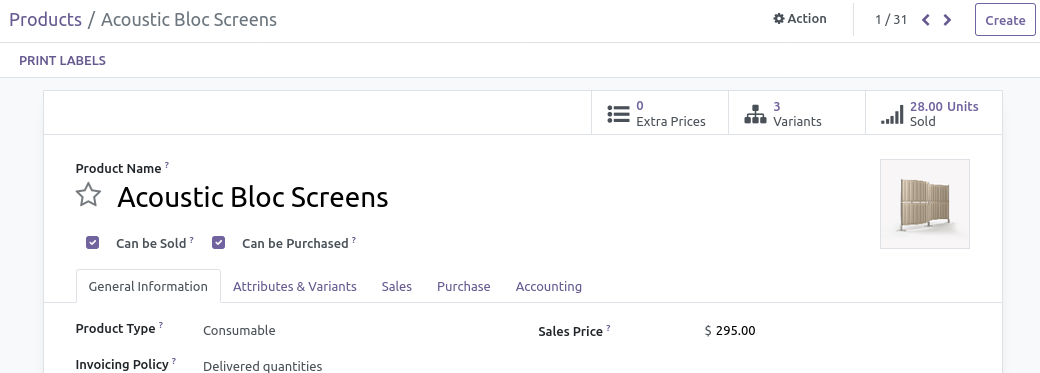 Products / Acoustic Bloc Screens
Action
1 / 31
Create
PRINT LABELS
0
Extra Prices
3
Variants
28.00 Units
Sold
Product Name ?
Acoustic Bloc Screens
Can be Sold ? Can be Purchased ?
General Information Attributes & Variants Sales Purchase Accounting
Product Type ? Consumable
Sales Price ? $ 295.00
Invoicing Policy ? Delivered quantities